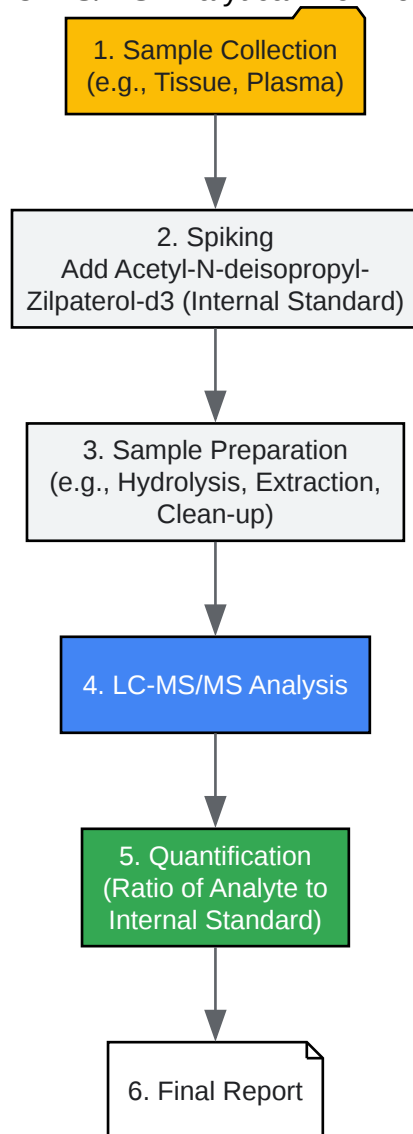 1. Sample Collection
(e.g., Tissue, Plasma)
2. Spiking
Add Acetyl-N-deisopropyl-
Zilpaterol-d3 (Internal Standard)
3. Sample Preparation
(e.g., Hydrolysis, Extraction,
Clean-up)
4. LC-MS/MS Analysis
5. Quantification
(Ratio of Analyte to
Internal Standard)
6. Final Report